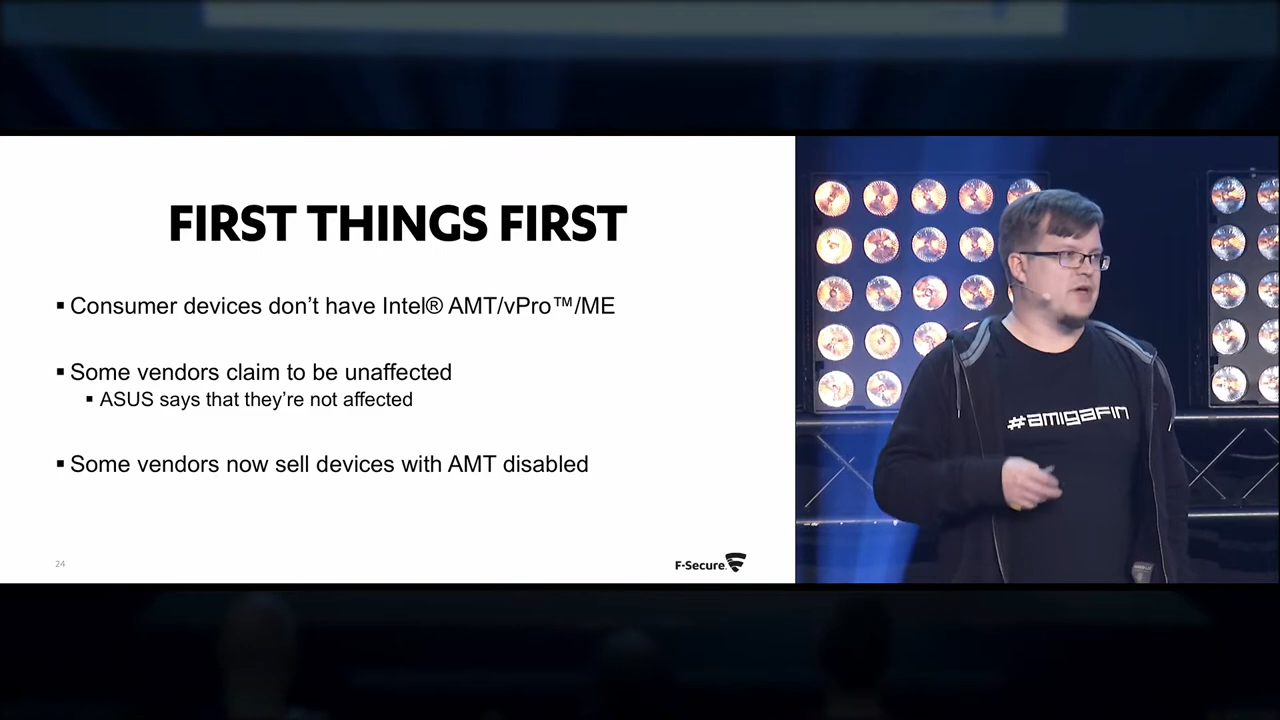 FIRST THINGS FIRST
▪ Consumer devices don't have Intel® AMT/vPro™/ME
▪ Some vendors claim to be unaffected
▪ ASUS says that they're not affected
▪ Some vendors now sell devices with AMT disabled
24
F-Secure.
#amigafin